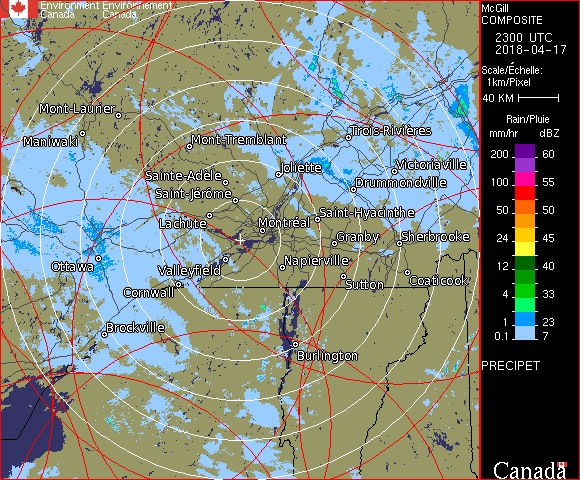 Environment Environnement
Canada Canada
McGill
COMPOSITE
2300 UTC
2018-04-17
Scale/Échelle:
1km/Pixel
40 KM
Rain/Pluie
mm/hr dBZ
200 60
100 55
50 50
24 45
12 40
4 33
1 23
0.1 7
PRECIPET
Canada
Mont-Laurier
Maniwaki
Mont-Tremblant
Trois-Rivières
Sainte-Adèle
Joliette
Victoriaville
Saint-Jérôme
Drummondville
Lachute
Montréal
Saint-Hyacinthe
Granby
Sherbrooke
Ottawa
Valleyfield
Napierville
Cornwall
Sutton
Coaticook
Brockville
Burlington